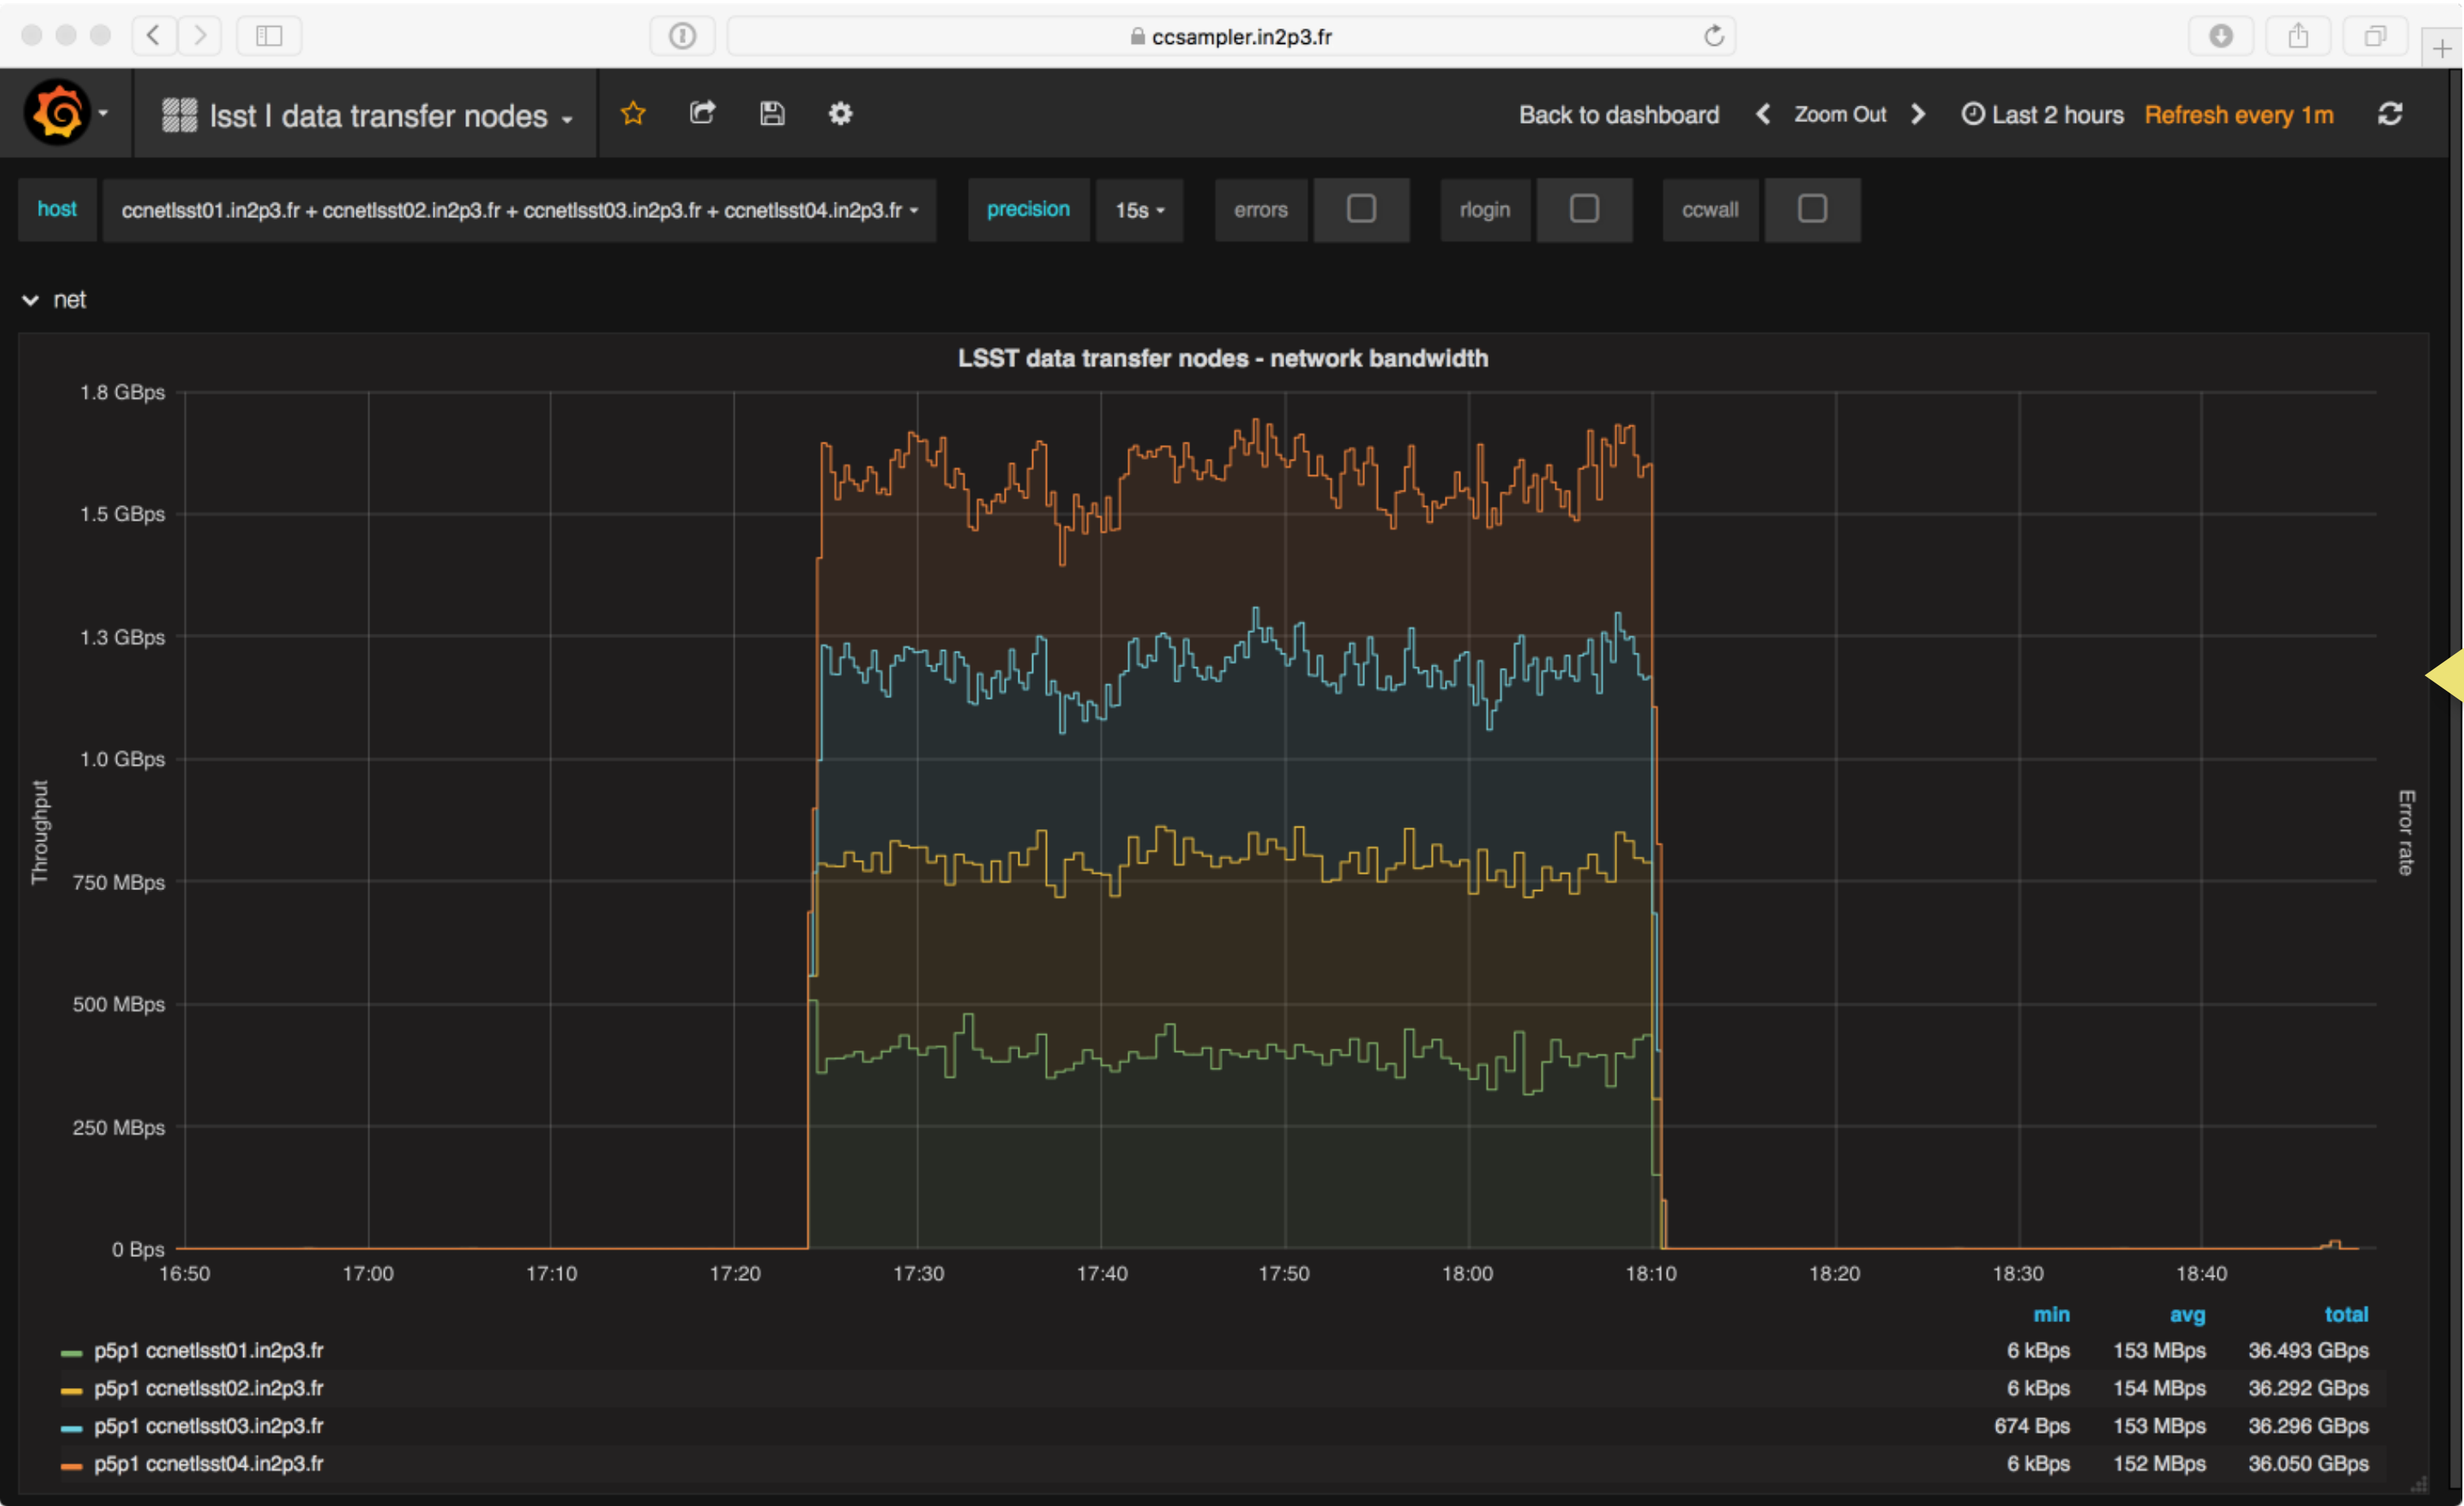 ccsampler.in2p3.fr
lsst | data transfer nodes
Back to dashboard Zoom Out Last 2 hours Refresh every 1m
host ccnetlsst01.in2p3.fr + ccnetlsst02.in2p3.fr + ccnetlsst03.in2p3.fr + ccnetlsst04.in2p3.fr precision 15s errors rlogin ccwall
net
LSST data transfer nodes - network bandwidth
1.8 GBps
1.5 GBps
1.3 GBps
1.0 GBps
750 MBps
500 MBps
250 MBps
0 Bps
Throughput
Error rate
16:50 17:00 17:10 17:20 17:30 17:40 17:50 18:00 18:10 18:20 18:30 18:40
min avg total
p5p1 ccnetlsst01.in2p3.fr 6 kBps 153 MBps 36.493 GBps
p5p1 ccnetlsst02.in2p3.fr 6 kBps 154 MBps 36.292 GBps
p5p1 ccnetlsst03.in2p3.fr 674 Bps 153 MBps 36.296 GBps
p5p1 ccnetlsst04.in2p3.fr 6 kBps 152 MBps 36.050 GBps